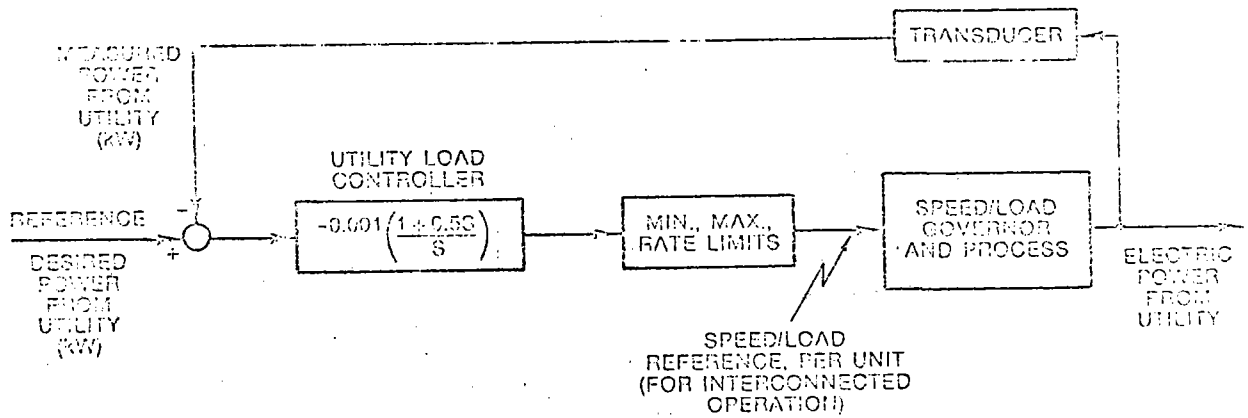 TRANSDUCER
MEASURED
POWER
FROM
UTILITY
(kW)
UTILITY LOAD
CONTROLLER
-0.001 (1 + 0.5S / S)
MIN., MAX.,
RATE LIMITS
SPEED/LOAD
GOVERNOR
AND PROCESS
REFERENCE
-
+
DESIRED
POWER
FROM
UTILITY
(kW)
ELECTRIC
POWER
FROM
UTILITY
SPEED/LOAD
REFERENCE, PER UNIT
(FOR INTERCONNECTED
OPERATION)